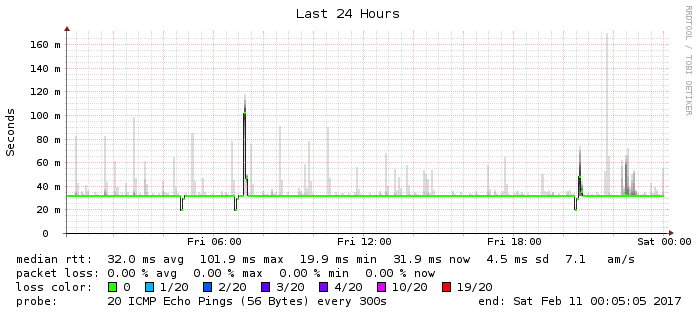 Last 24 Hours
RRDTOOL / TOBI OETIKER
Seconds
160 m
140 m
120 m
100 m
80 m
60 m
40 m
20 m
0
Fri 06:00 Fri 12:00 Fri 18:00 Sat 00:00
median rtt: 32.0 ms avg 101.9 ms max 19.9 ms min 31.9 ms now 4.5 ms sd 7.1 am/s
packet loss: 0.00 % avg 0.00 % max 0.00 % min 0.00 % now
loss color: 0 1/20 2/20 3/20 4/20 10/20 19/20
probe: 20 ICMP Echo Pings (56 Bytes) every 300s end: Sat Feb 11 00:05:05 2017